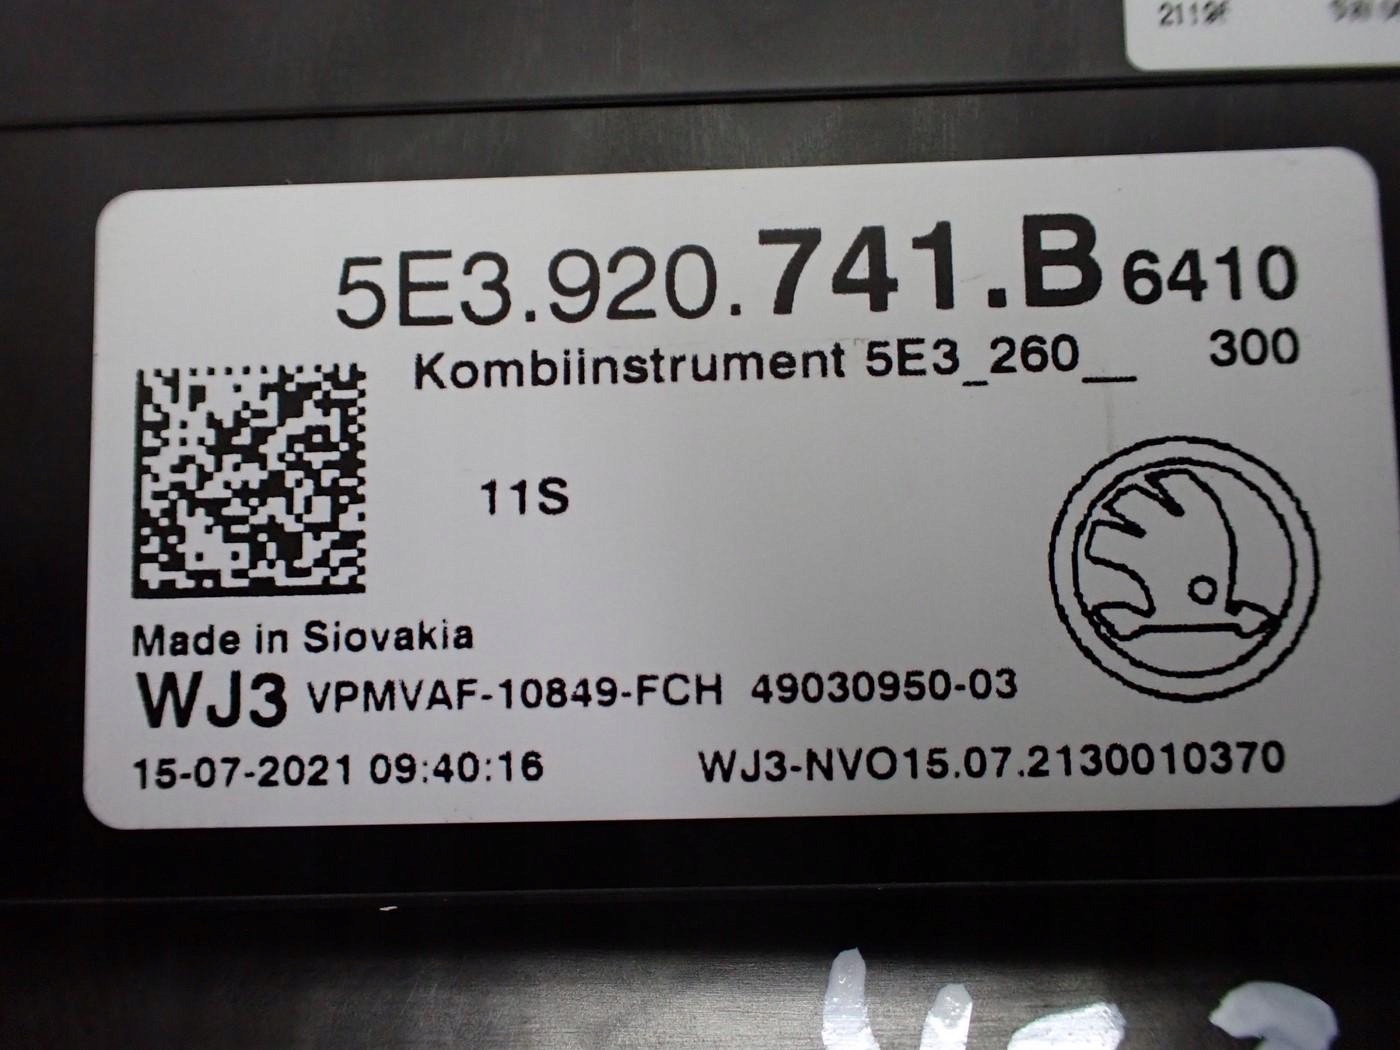 5E3.920.741.B 6410
Kombiinstrument 5E3_260__ 300
11S
Made in Slovakia
WJ3 VPMVAF-10849-FCH 49030950-03
15-07-2021 09:40:16 WJ3-NVO15.07.2130010370